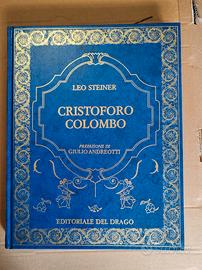 LEO STEINER
CRISTOFORO
COLOMBO
PREFAZIONE DI
GIULIO ANDREOTTI
EDITORIALE DEL DRAGO